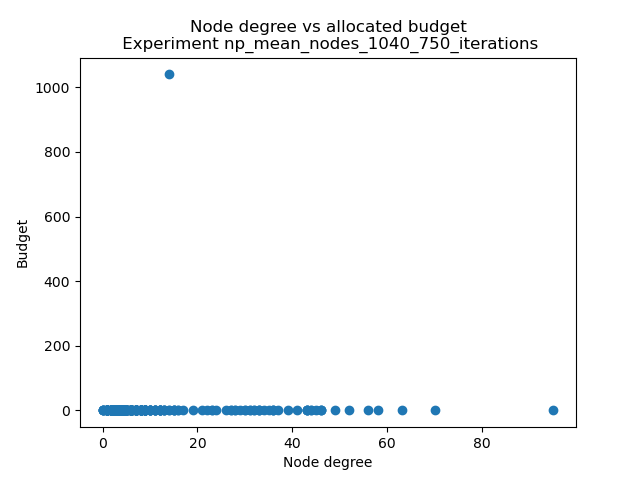 Node degree vs allocated budget
Experiment np_mean_nodes_1040_750_iterations
1000
800
600
400
200
0
Budget
0 20 40 60 80
Node degree